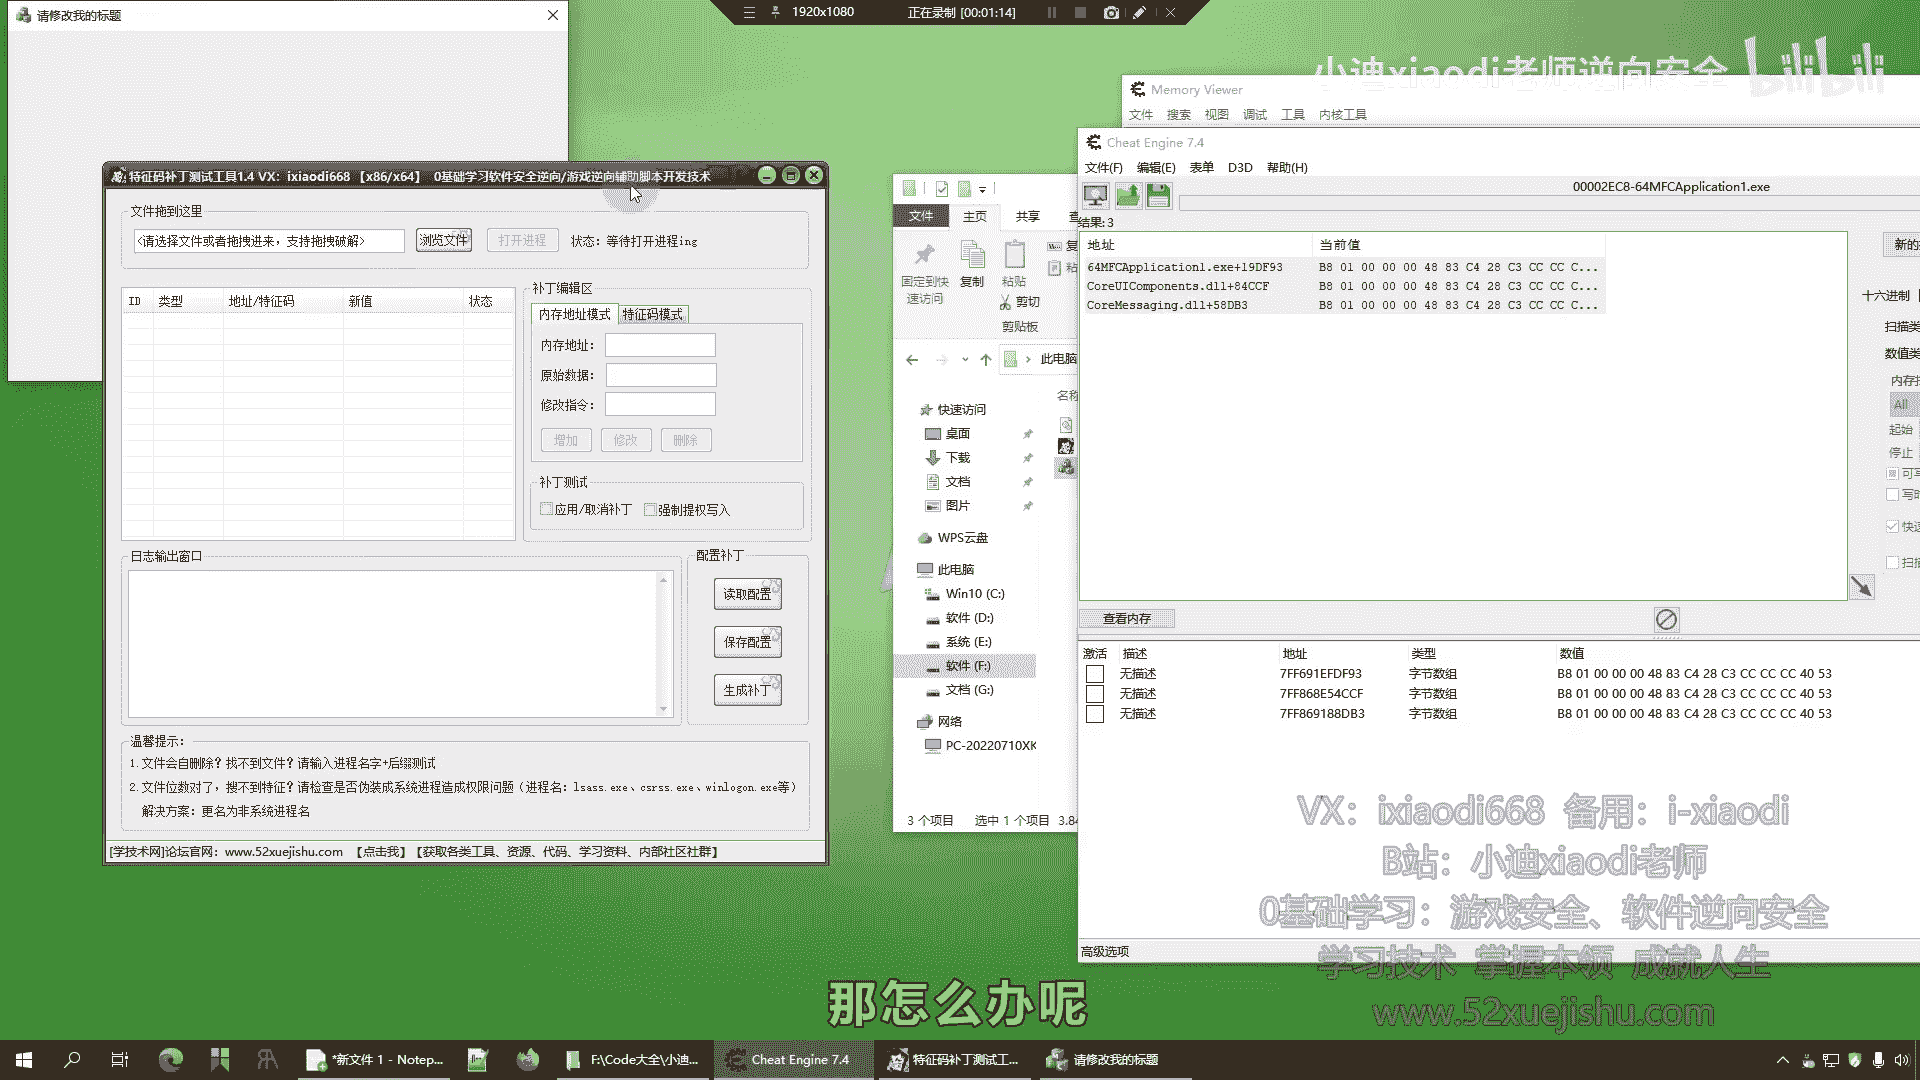 请修改我的标题
1920x1080
正在录制 [00:01:14]
小迪xiaodi老师逆向安全
bilibili
Memory Viewer
文件 搜索 视图 调试 工具 内核工具
Cheat Engine 7.4
文件(F) 编辑(E) 表单 D3D 帮助(H)
00002EC8-64MFCApplication1.exe
结果: 3
地址 当前值
64MFCApplication1.exe+19DF93 B8 01 00 00 00 48 83 C4 28 C3 CC CC C...
CoreUIComponents.dll+84CCF B8 01 00 00 00 48 83 C4 28 C3 CC CC C...
CoreMessaging.dll+58DB3 B8 01 00 00 00 48 83 C4 28 C3 CC CC C...
新的
十六进制
扫描类
数值类
内存扫
All
起始
停止
可写
写时
快速
扫描
查看内存
激活 描述 地址 类型 数值
无描述 7FF691EFDF93 字节数组 B8 01 00 00 00 48 83 C4 28 C3 CC CC CC 40 53
无描述 7FF868E54CCF 字节数组 B8 01 00 00 00 48 83 C4 28 C3 CC CC CC 40 53
无描述 7FF869188DB3 字节数组 B8 01 00 00 00 48 83 C4 28 C3 CC CC CC 40 53
高级选项
特征码补丁测试工具1.4 VX: ixiaodi668 【x86/x64】 0基础学习软件安全逆向/游戏逆向辅助脚本开发技术
文件拖到这里
<请选择文件或者拖拽进来，支持拖拽破解>
浏览文件
打开进程
状态：等待打开进程ing
ID 类型 地址/特征码 新值 状态
补丁编辑区
内存地址模式 特征码模式
内存地址：
原始数据：
修改指令：
增加 修改 删除
补丁测试
应用/取消补丁 强制提权写入
日志输出窗口
配置补丁
读取配置
保存配置
生成补丁
温馨提示：
1.文件会自删除？找不到文件？请输入进程名字+后缀测试
2.文件位数对了，搜不到特征？请检查是否伪装成系统进程造成权限问题（进程名：lsass.exe、csrss.exe、winlogon.exe等）
解决方案：更名为非系统进程名
[学技术网]论坛官网：www.52xuejishu.com 【点击我】【获取各类工具、资源、代码、学习资料、内部社区社群】
文件 主页 共享 查
固定到快速访问
复制
粘贴
复
粘
剪切
剪贴板
此电脑
名称
快速访问
桌面
下载
文档
图片
WPS云盘
此电脑
Win10 (C:)
软件 (D:)
系统 (E:)
软件 (F:)
文档 (G:)
网络
PC-20220710XK
3 个项目 选中 1 个项目 3.84
VX：ixiaodi668 备用：i-xiaodi
B站：小迪xiaodi老师
0基础学习：游戏安全、软件逆向安全
学习技术 掌握本领 成就人生
www.52xuejishu.com
那怎么办呢
*新文件 1 - Notep...
F:\Code大全\小迪...
Cheat Engine 7.4
特征码补丁测试工...
请修改我的标题